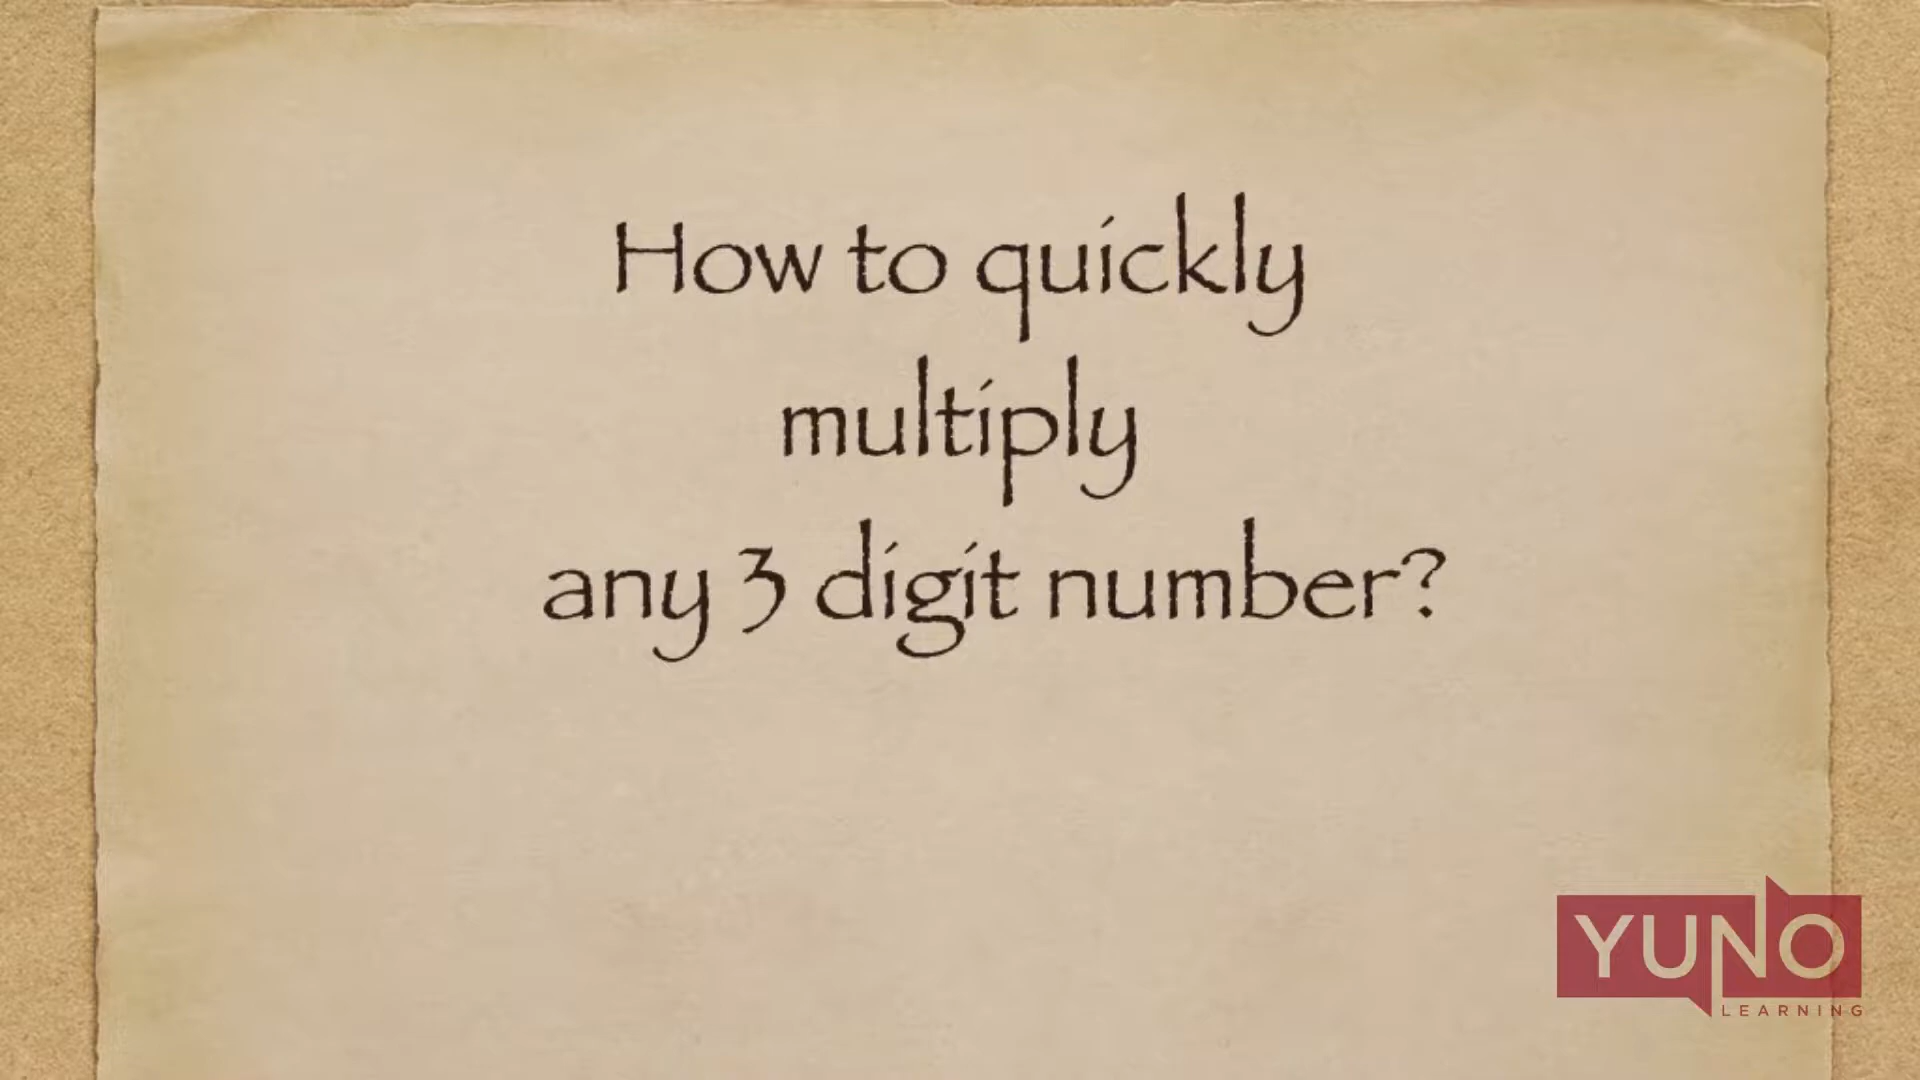 How to quickly
multiply
any 3 digit number?
YUNO
LEARNING